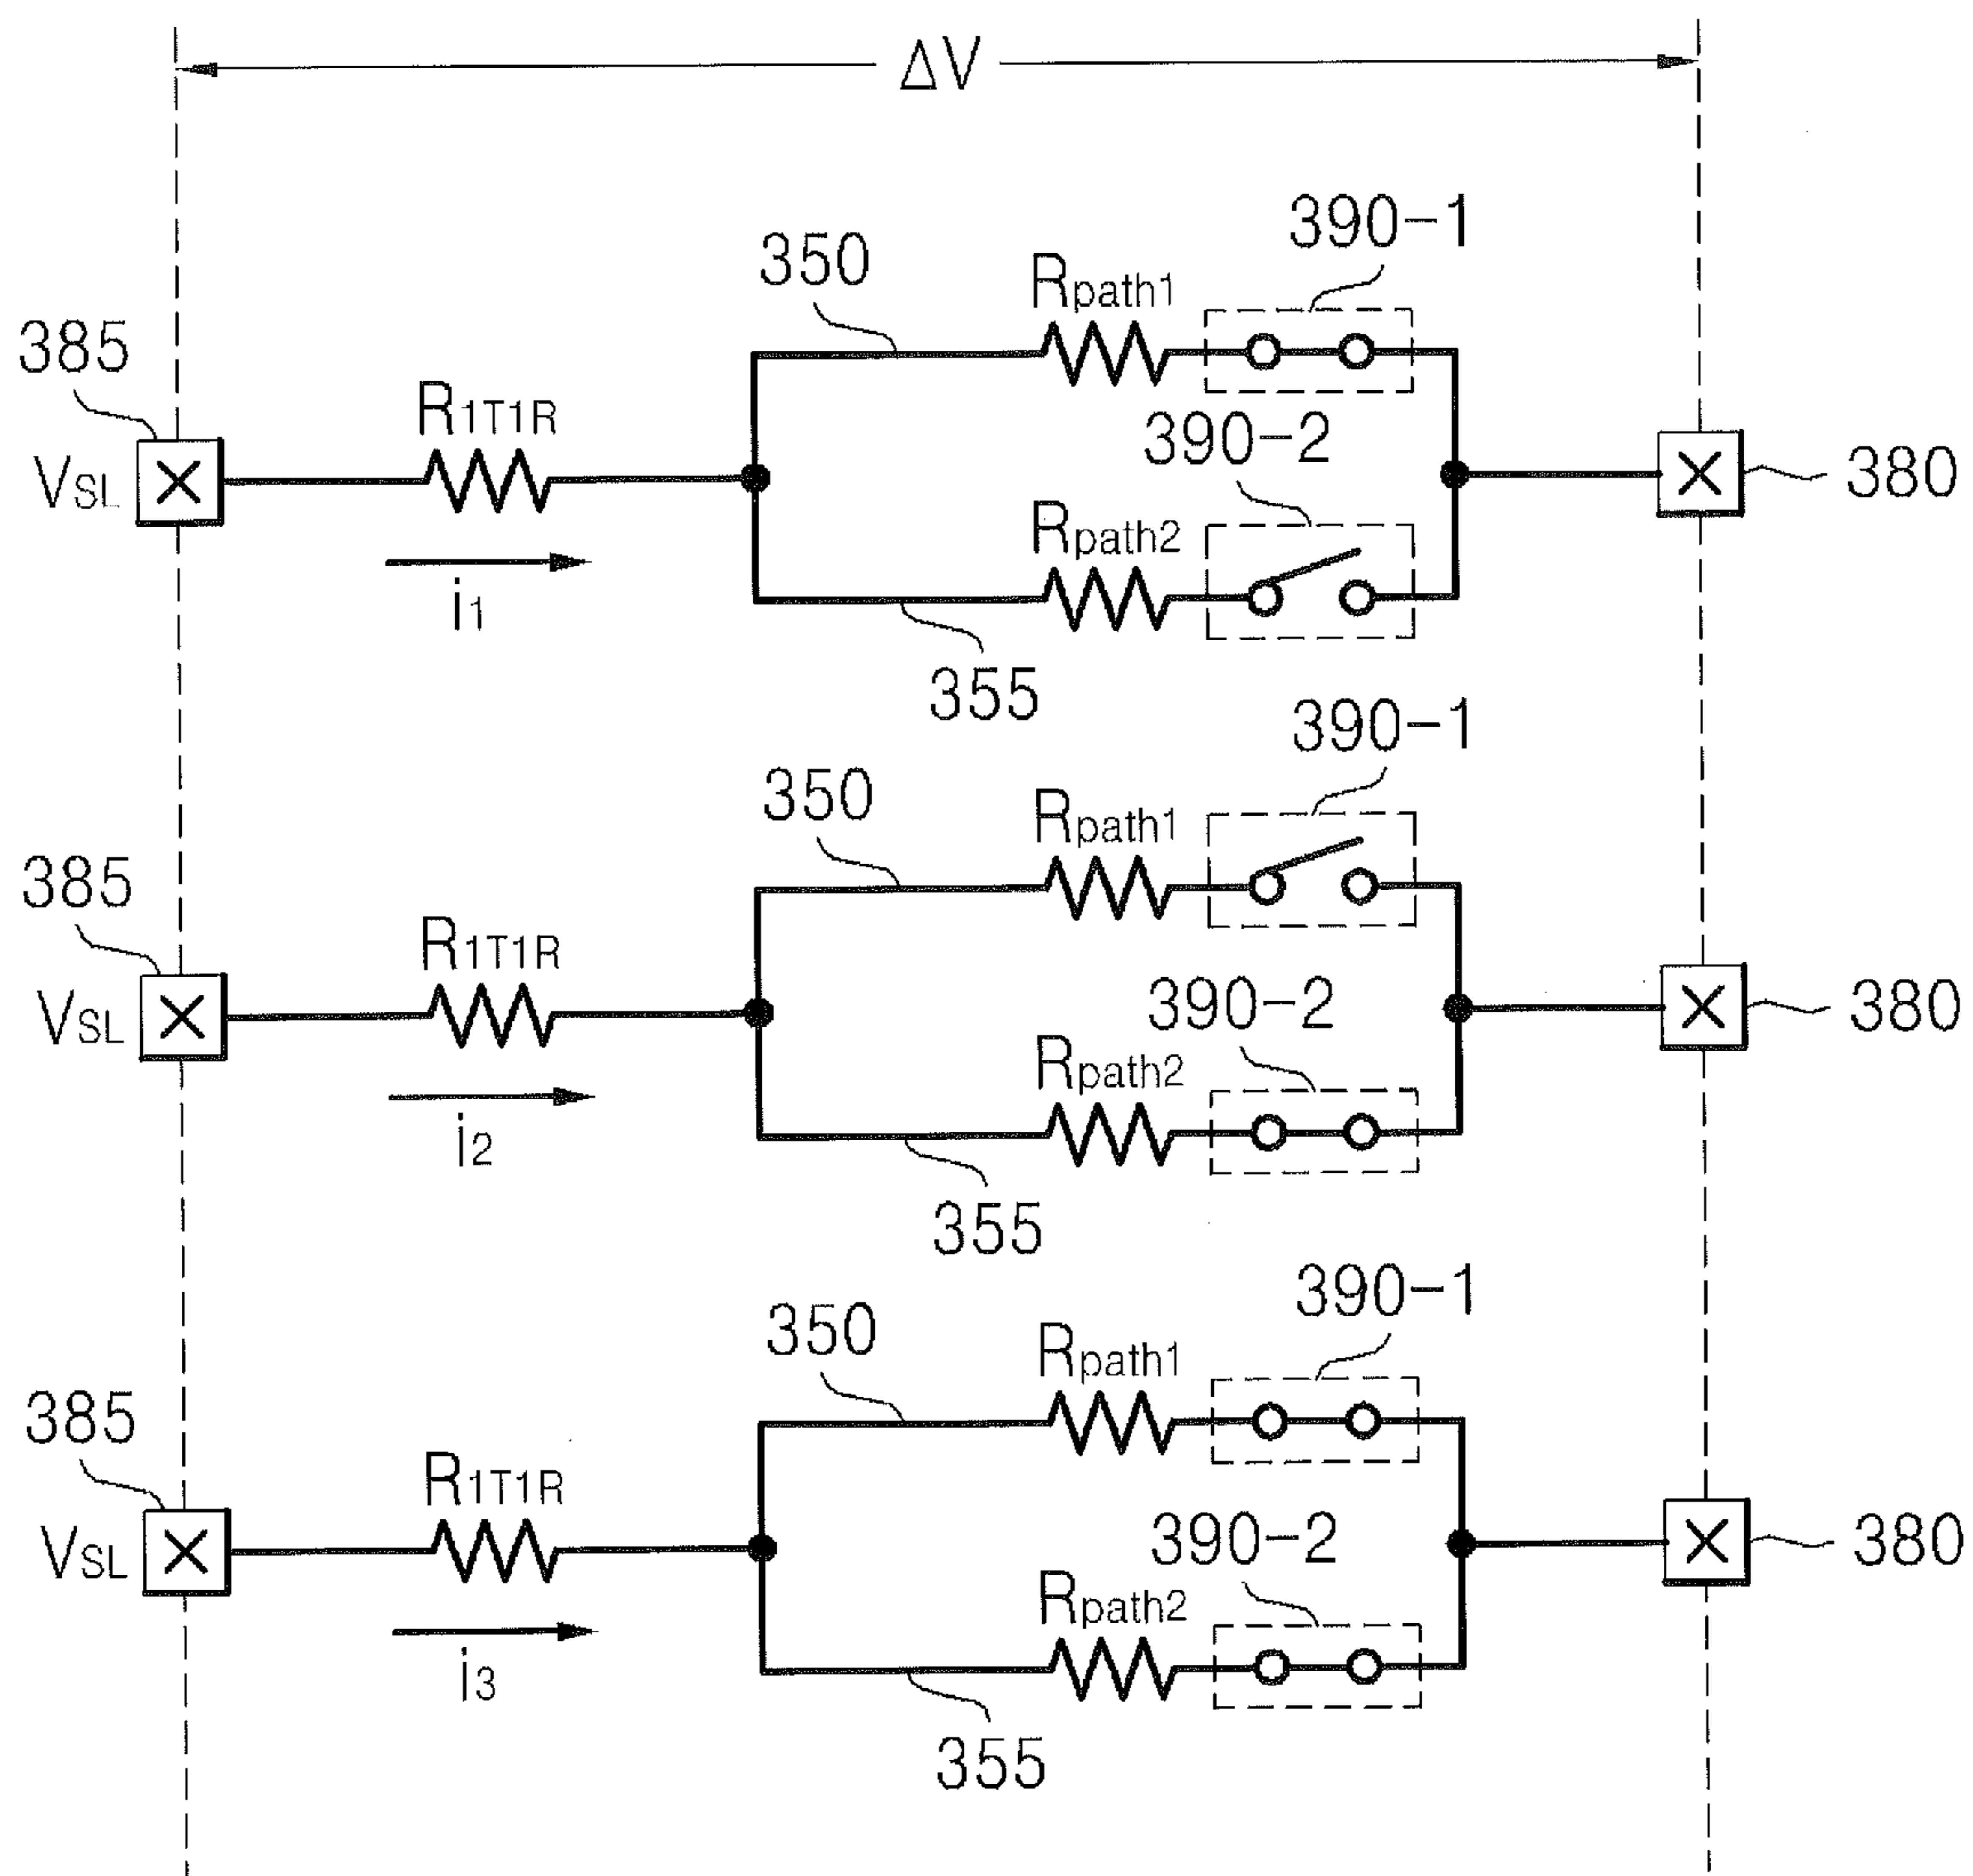 ΔV
390-1
350
Rpath1
385
R1T1R
390-2
VSL
380
Rpath2
i1
355
390-1
350
Rpath1
385
R1T1R
390-2
VSL
380
Rpath2
i2
355
390-1
350
Rpath1
385
R1T1R
390-2
VSL
380
Rpath2
i3
355